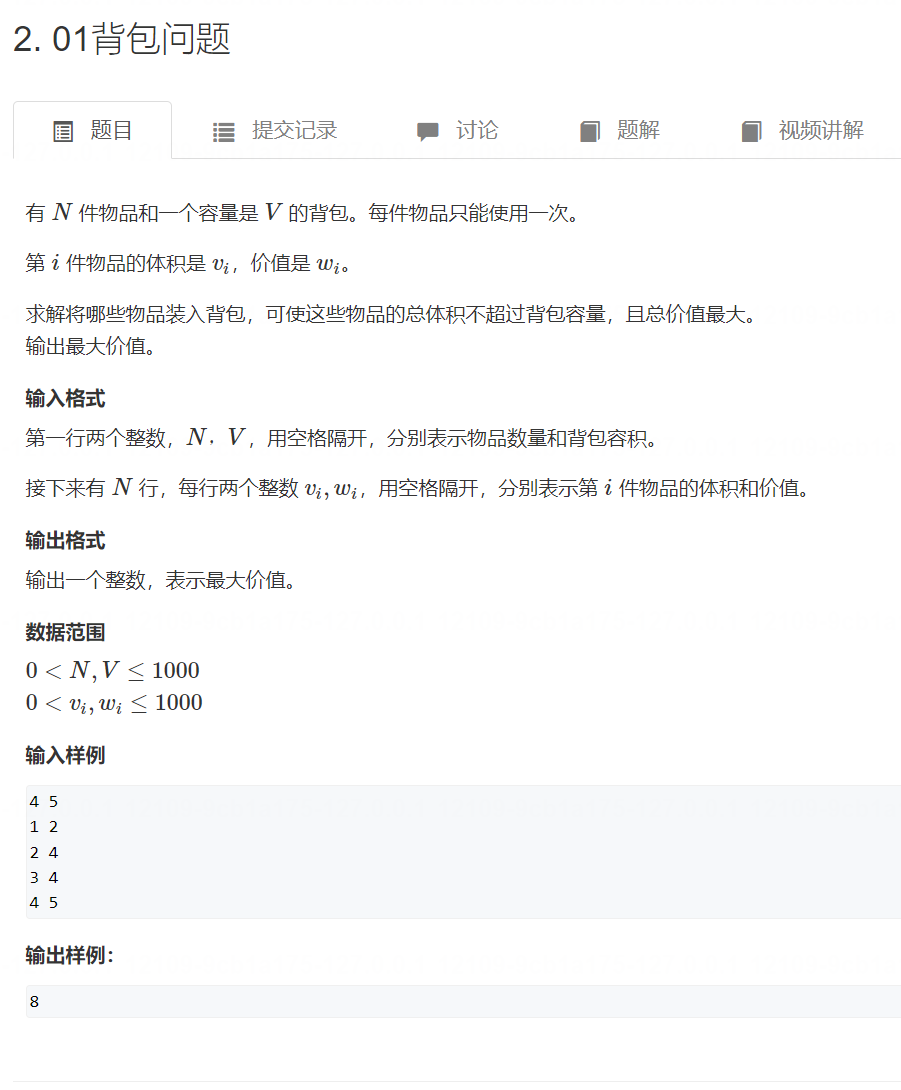 2. 01背包问题
题目 提交记录 讨论 题解 视频讲解
有 N 件物品和一个容量是 V 的背包。每件物品只能使用一次。
第 i 件物品的体积是 vᵢ，价值是 wᵢ。
求解将哪些物品装入背包，可使这些物品的总体积不超过背包容量，且总价值最大。
输出最大价值。
输入格式
第一行两个整数，N，V，用空格隔开，分别表示物品数量和背包容积。
接下来有 N 行，每行两个整数 vᵢ, wᵢ，用空格隔开，分别表示第 i 件物品的体积和价值。
输出格式
输出一个整数，表示最大价值。
数据范围
0 < N, V ≤ 1000
0 < vᵢ, wᵢ ≤ 1000
输入样例
4 5
1 2
2 4
3 4
4 5
输出样例：
8